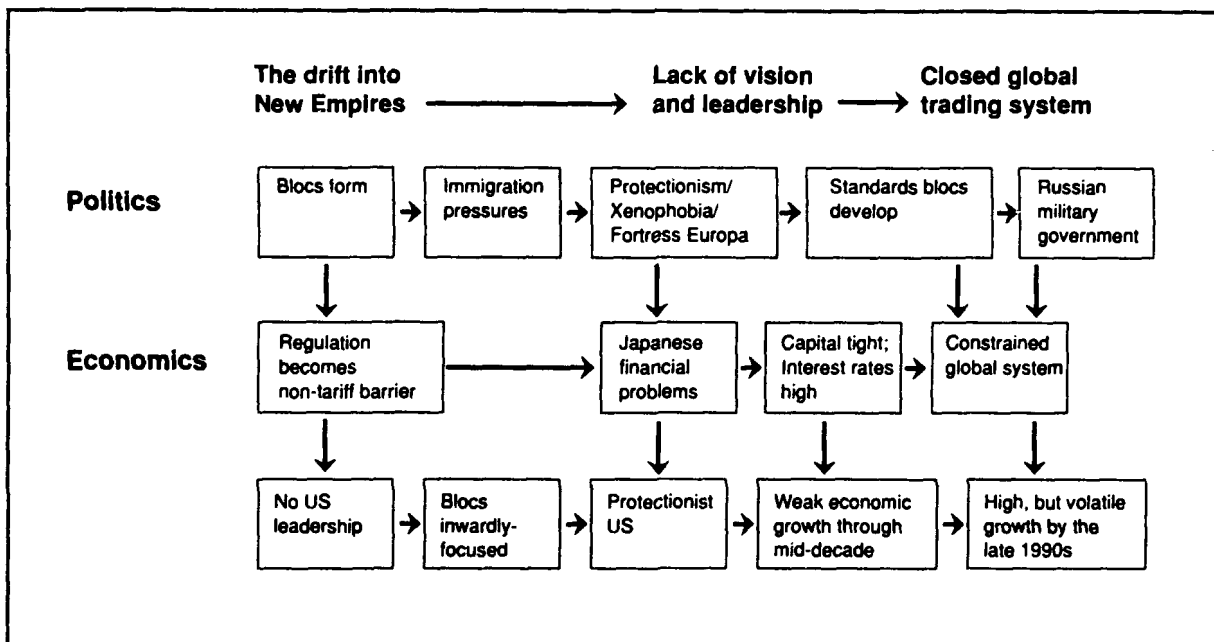 The drift into
New Empires
Lack of vision
and leadership
Closed global
trading system
Politics
Blocs form
Immigration
pressures
Protectionism/
Xenophobia/
Fortress Europa
Standards blocs
develop
Russian
military
government
Economics
Regulation
becomes
non-tariff barrier
Japanese
financial
problems
Capital tight;
Interest rates
high
Constrained
global system
No US
leadership
Blocs
inwardly-
focused
Protectionist
US
Weak economic
growth through
mid-decade
High, but volatile
growth by the
late 1990s